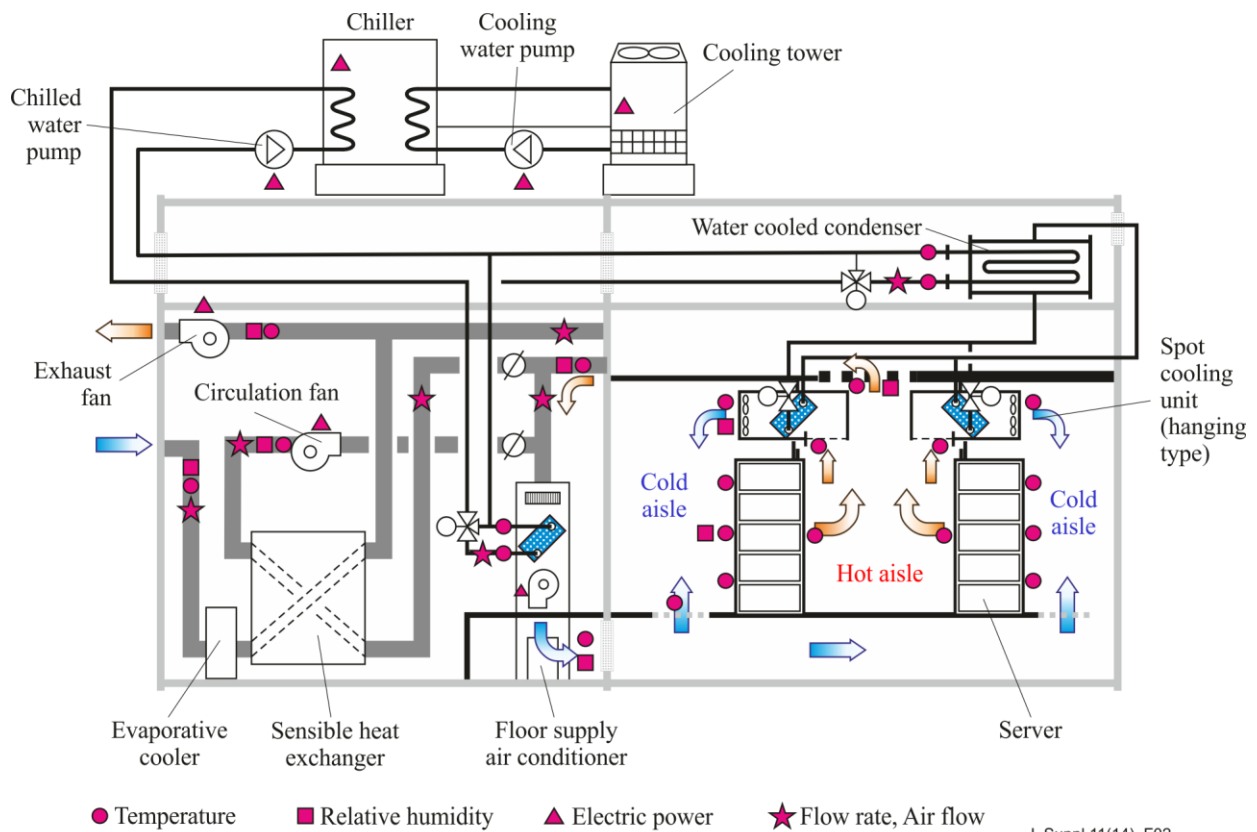 Chiller
Cooling
water pump
Cooling tower
Chilled
water
pump
Water cooled condenser
Exhaust
fan
Circulation fan
Spot
cooling
unit
(hanging
type)
Cold
aisle
Cold
aisle
Hot aisle
Evaporative
cooler
Sensible heat
exchanger
Floor supply
air conditioner
Server
Temperature
Relative humidity
Electric power
Flow rate, Air flow